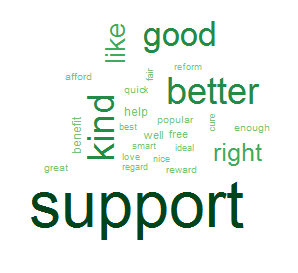 like
good
reform
fair
afford
quick
better
kind
help
popular
cure
benefit
best
well
free
enough
smart
ideal
right
love
nice
great
regard
reward
support